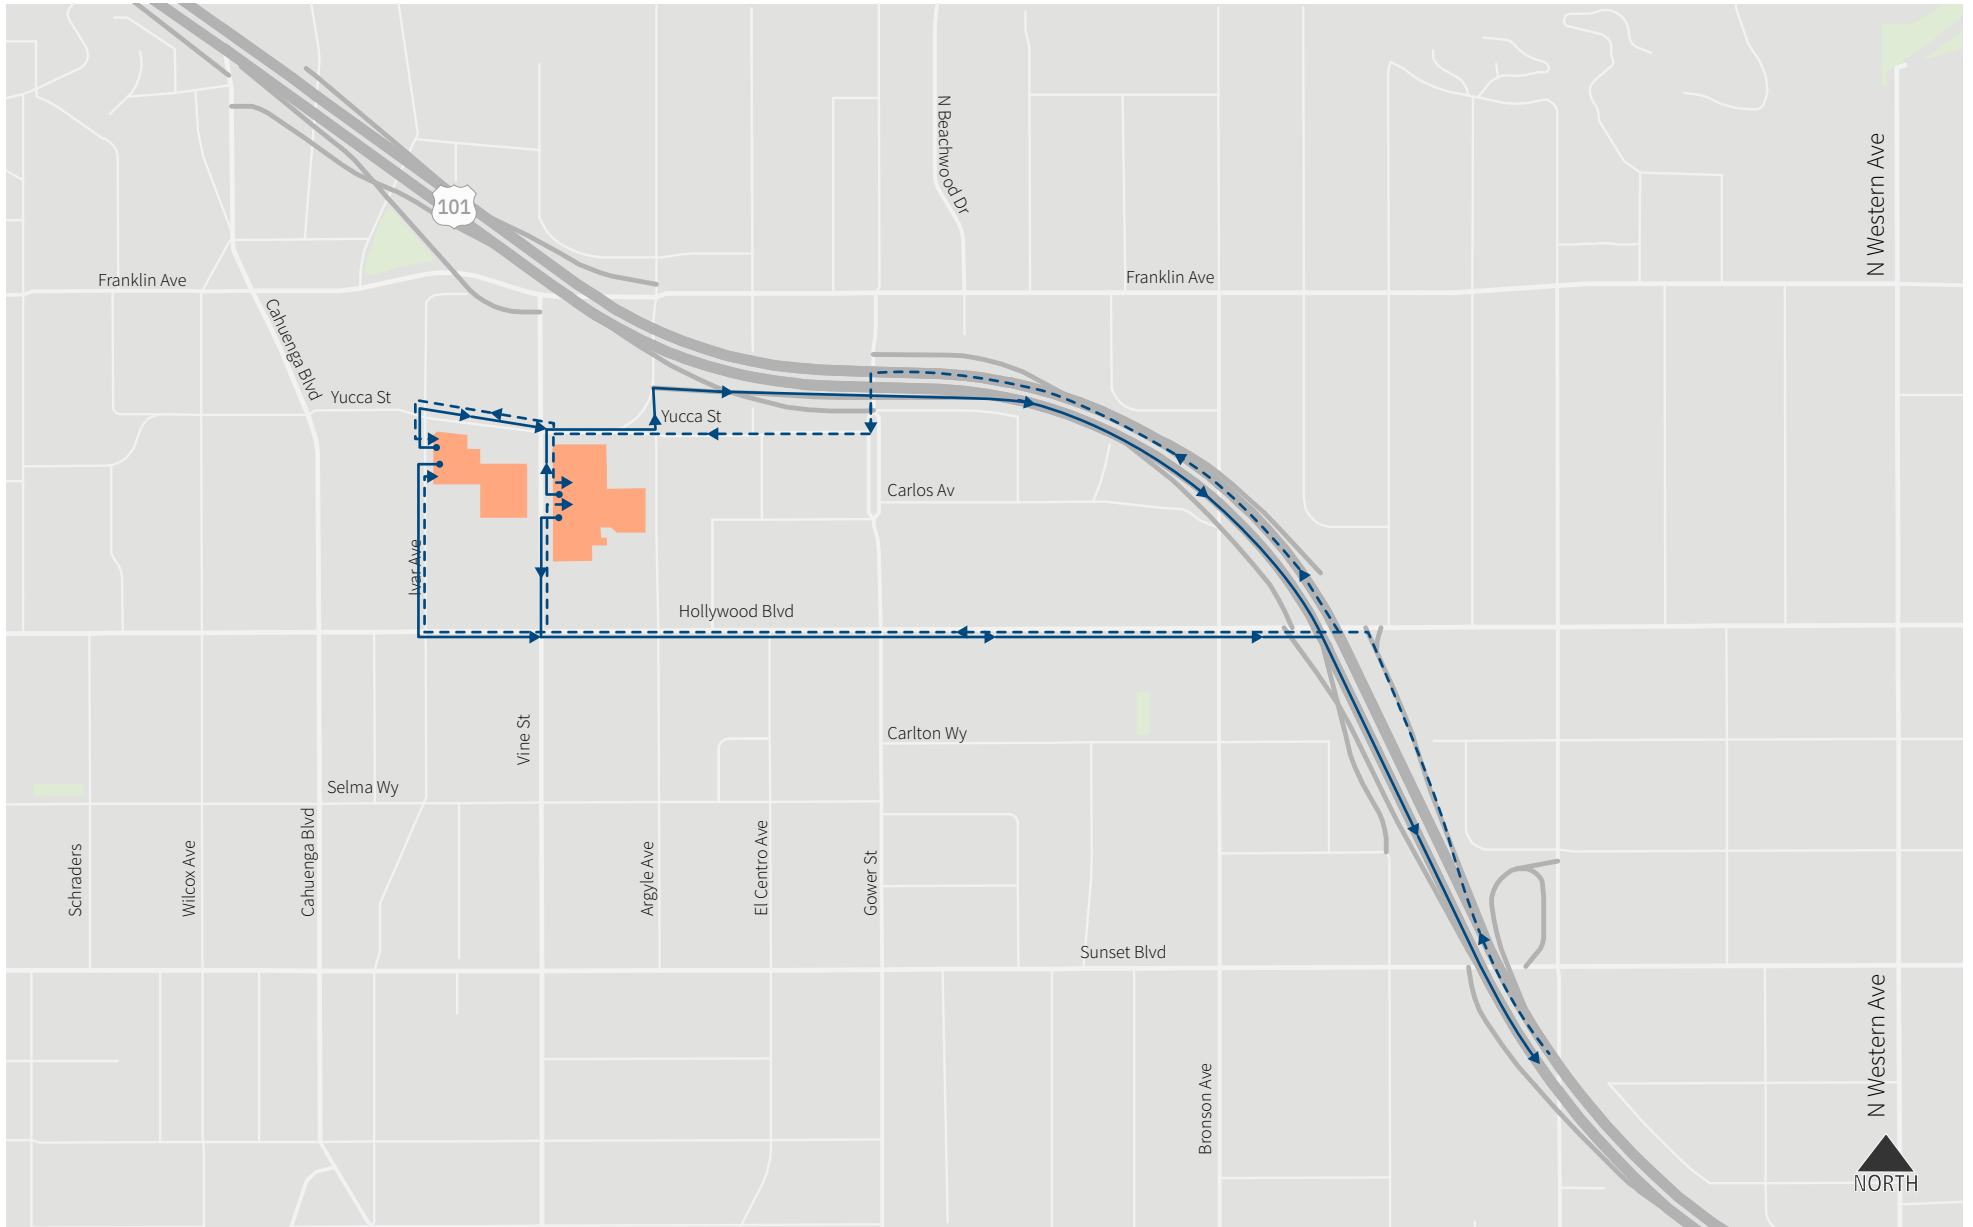 N Beachwood Dr
N Western Ave
101
Franklin Ave
Franklin Ave
Cahuenga Blvd
Yucca St
Yucca St
Carlos Av
Ivar Ave
Hollywood Blvd
Vine St
Carlton Wy
Selma Wy
Schraders
Wilcox Ave
Cahuenga Blvd
Argyle Ave
El Centro Ave
Gower St
Sunset Blvd
Bronson Ave
N Western Ave
NORTH